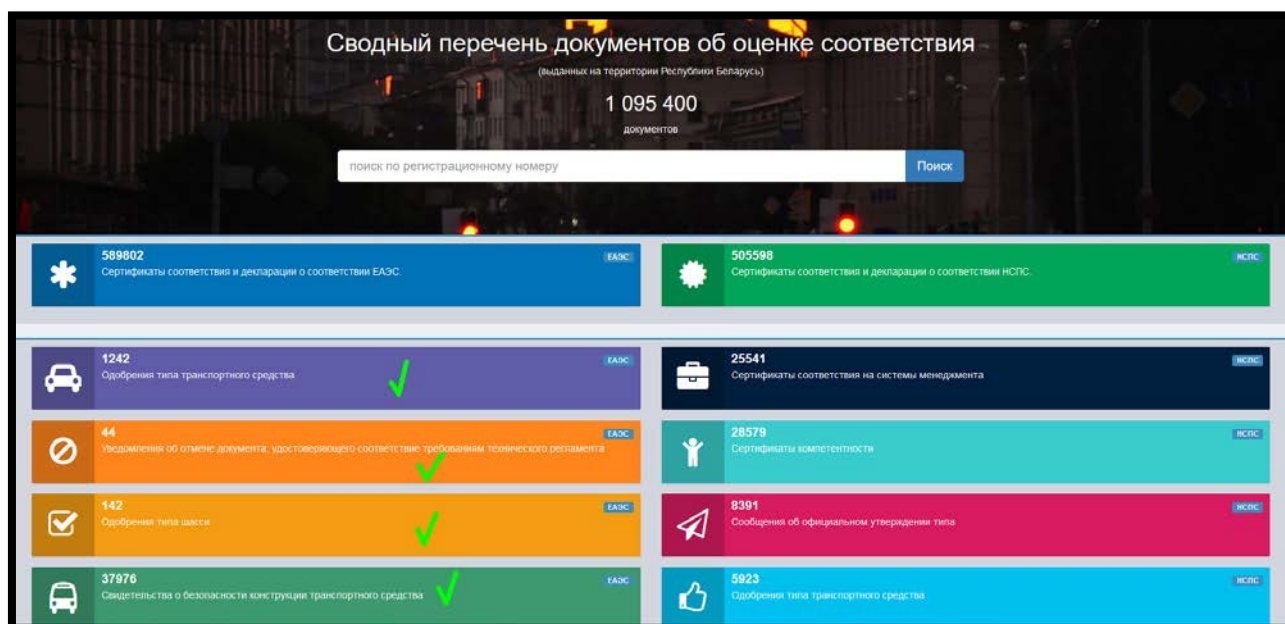 Сводный перечень документов об оценке соответствия
(выданных на территории Республики Беларусь)
1 095 400
документов
поиск по регистрационному номеру
Поиск
589802
ЕАЭС
Сертификаты соответствия и декларации о соответствии ЕАЭС.
505598
НСПС
Сертификаты соответствия и декларации о соответствии НСПС.
1242
ЕАЭС
Одобрения типа транспортного средства
25541
НСПС
Сертификаты соответствия на системы менеджмента
44
ЕАЭС
Уведомления об отмене документа, удостоверяющего соответствие требованиям технического регламента
28579
НСПС
Сертификаты компетентности
142
ЕАЭС
Одобрения типа шасси
8391
НСПС
Сообщения об официальном утверждении типа
37976
ЕАЭС
Свидетельства о безопасности конструкции транспортного средства
5923
НСПС
Одобрения типа транспортного средства